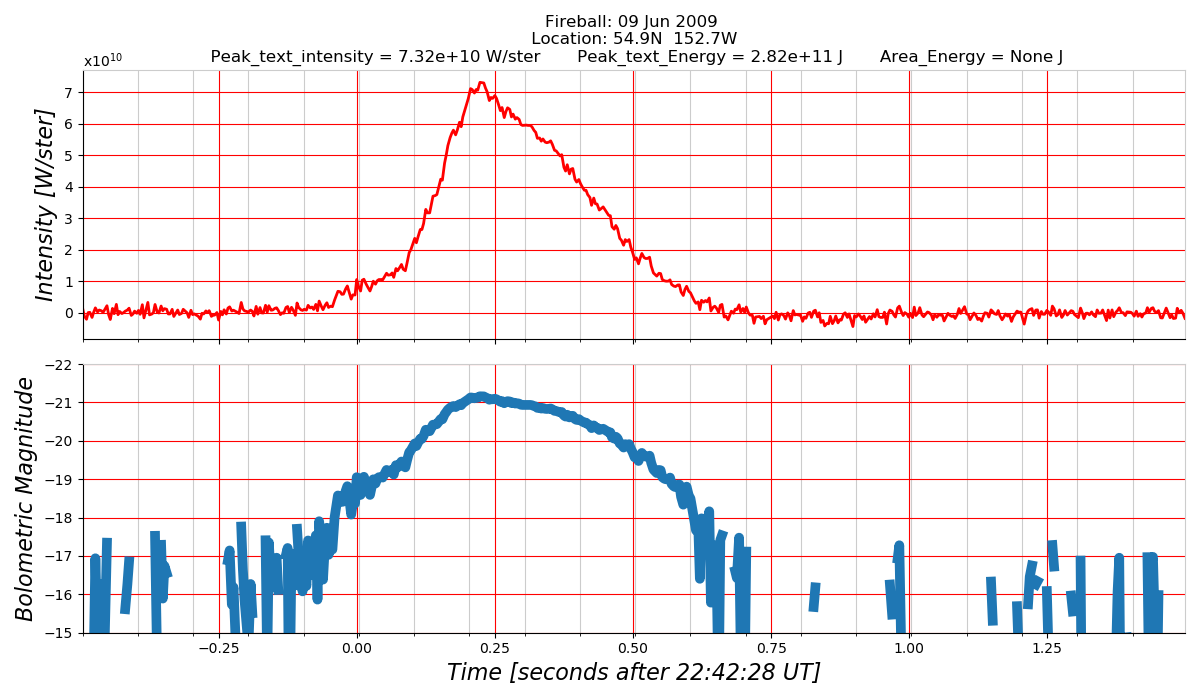 Fireball: 09 Jun 2009
Location: 54.9N  152.7W
Peak_text_intensity = 7.32e+10 W/ster       Peak_text_Energy = 2.82e+11 J       Area_Energy = None J
x10¹⁰
7
6
5
4
3
2
1
0
Intensity [W/ster]
−22
−21
−20
−19
−18
−17
−16
−15
Bolometric Magnitude
−0.25 0.00 0.25 0.50 0.75 1.00 1.25
Time [seconds after 22:42:28 UT]